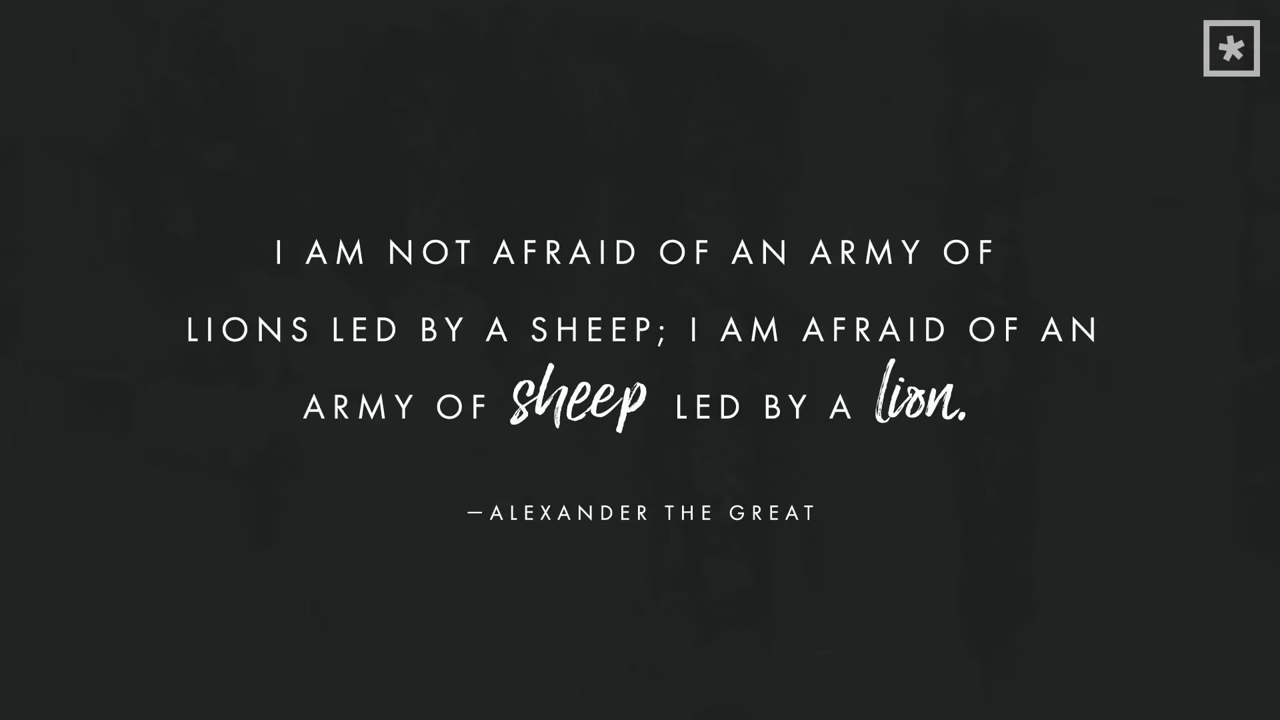 I AM NOT AFRAID OF AN ARMY OF
LIONS LED BY A SHEEP; I AM AFRAID OF AN
ARMY OF sheep LED BY A lion.
—ALEXANDER THE GREAT